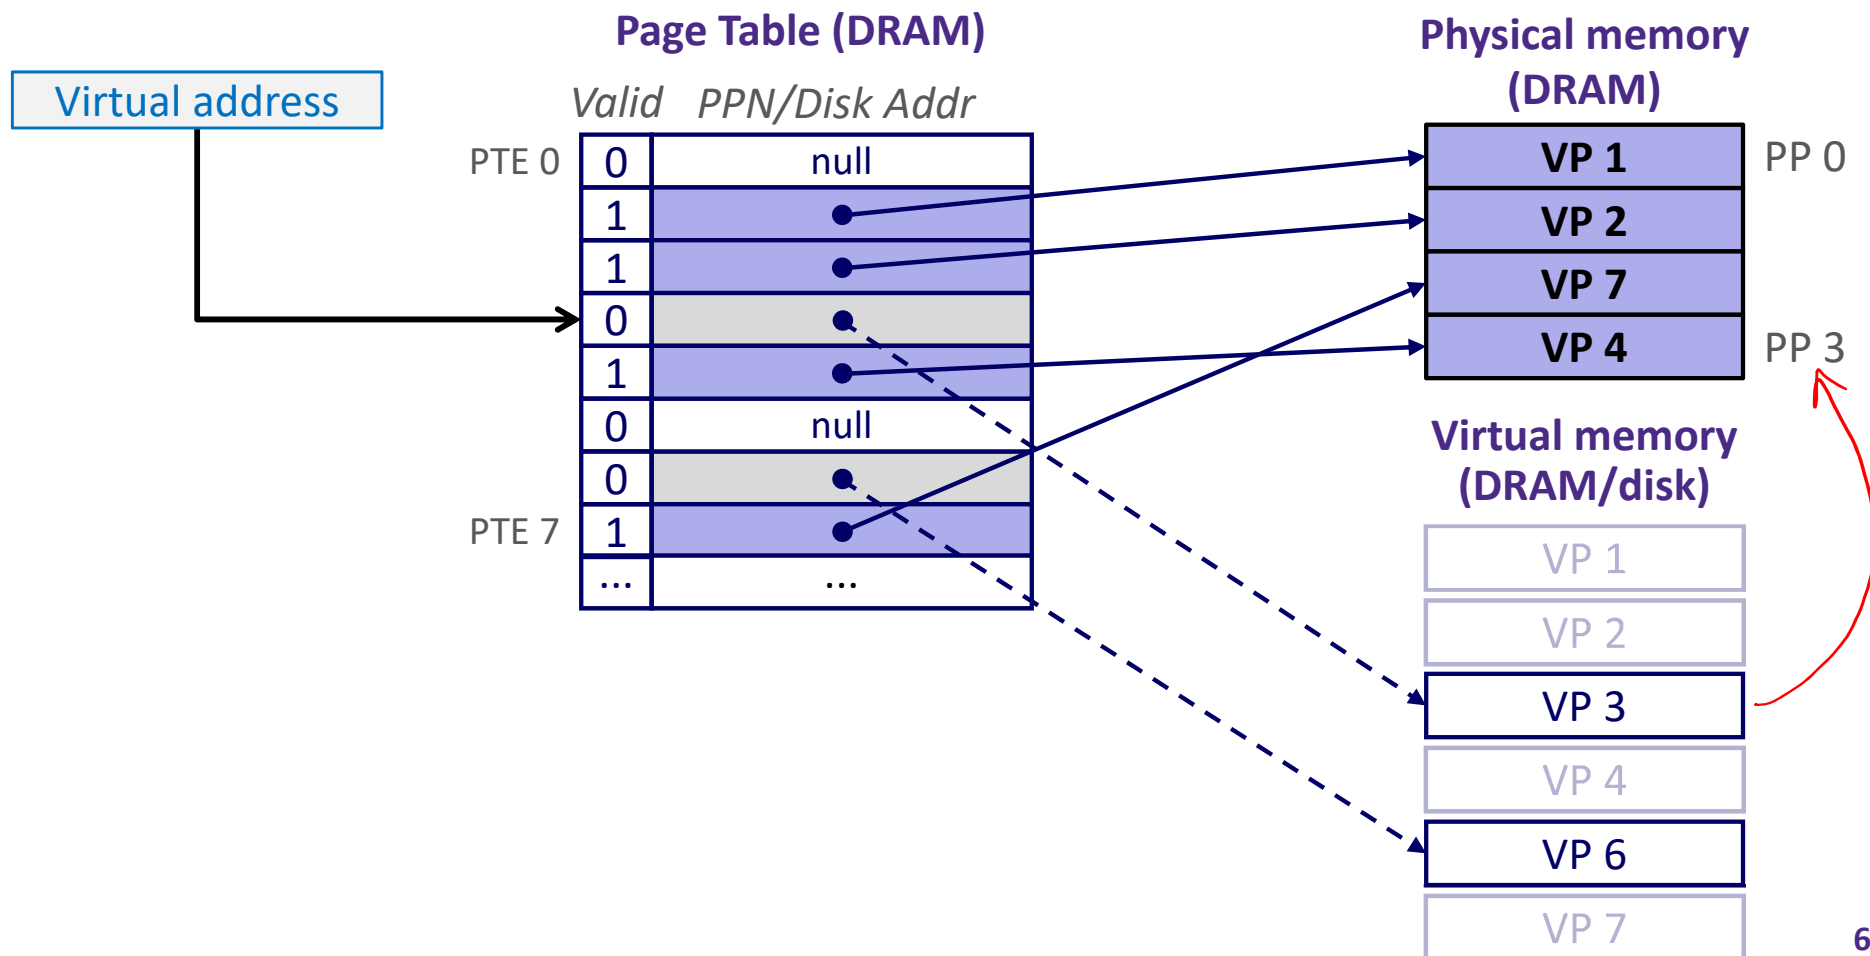 Page Table (DRAM)
Physical memory
(DRAM)
Virtual address
Valid PPN/Disk Addr
PTE 0 0 null
1
1
0
1
0 null
0
PTE 7 1
... ...
VP 1 PP 0
VP 2
VP 7
VP 4 PP 3
Virtual memory
(DRAM/disk)
VP 1
VP 2
VP 3
VP 4
VP 6
VP 7
6